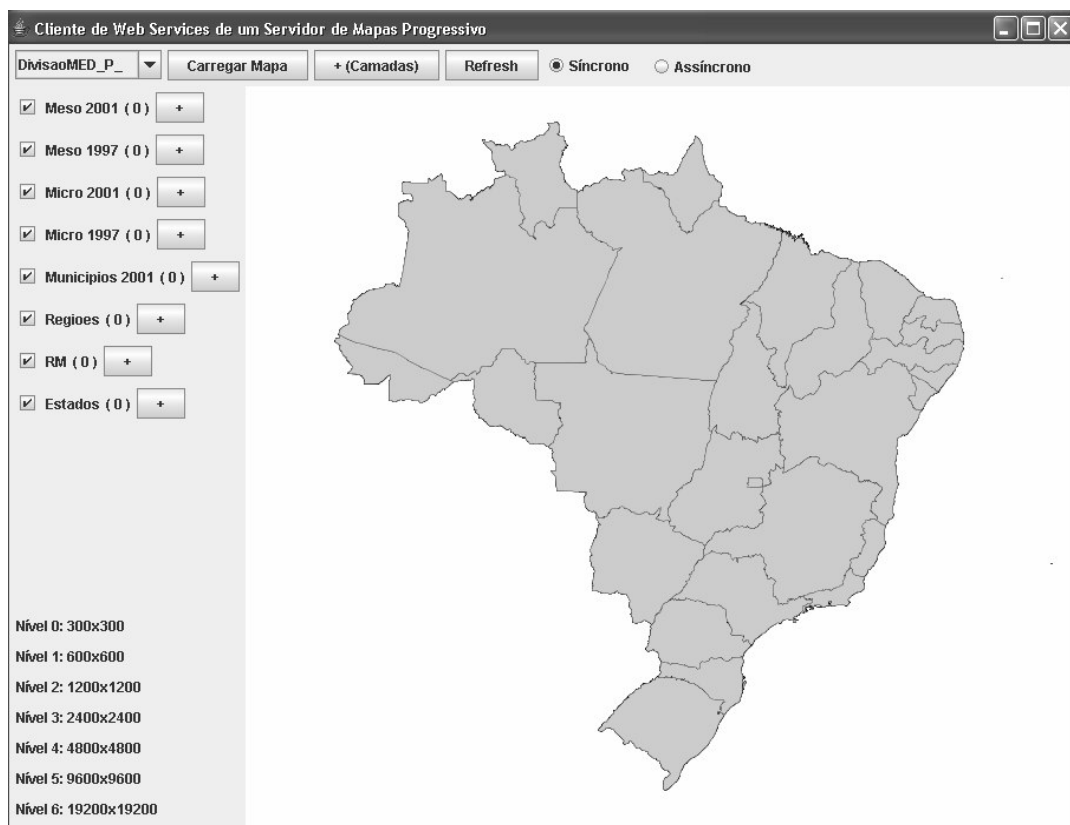 Cliente de Web Services de um Servidor de Mapas Progressivo
DivisaoMED_P_ Carregar Mapa + (Camadas) Refresh Síncrono Assíncrono
Meso 2001 ( 0 ) +
Meso 1997 ( 0 ) +
Micro 2001 ( 0 ) +
Micro 1997 ( 0 ) +
Municipios 2001 ( 0 ) +
Regioes ( 0 ) +
RM ( 0 ) +
Estados ( 0 ) +
Nível 0: 300x300
Nível 1: 600x600
Nível 2: 1200x1200
Nível 3: 2400x2400
Nível 4: 4800x4800
Nível 5: 9600x9600
Nível 6: 19200x19200